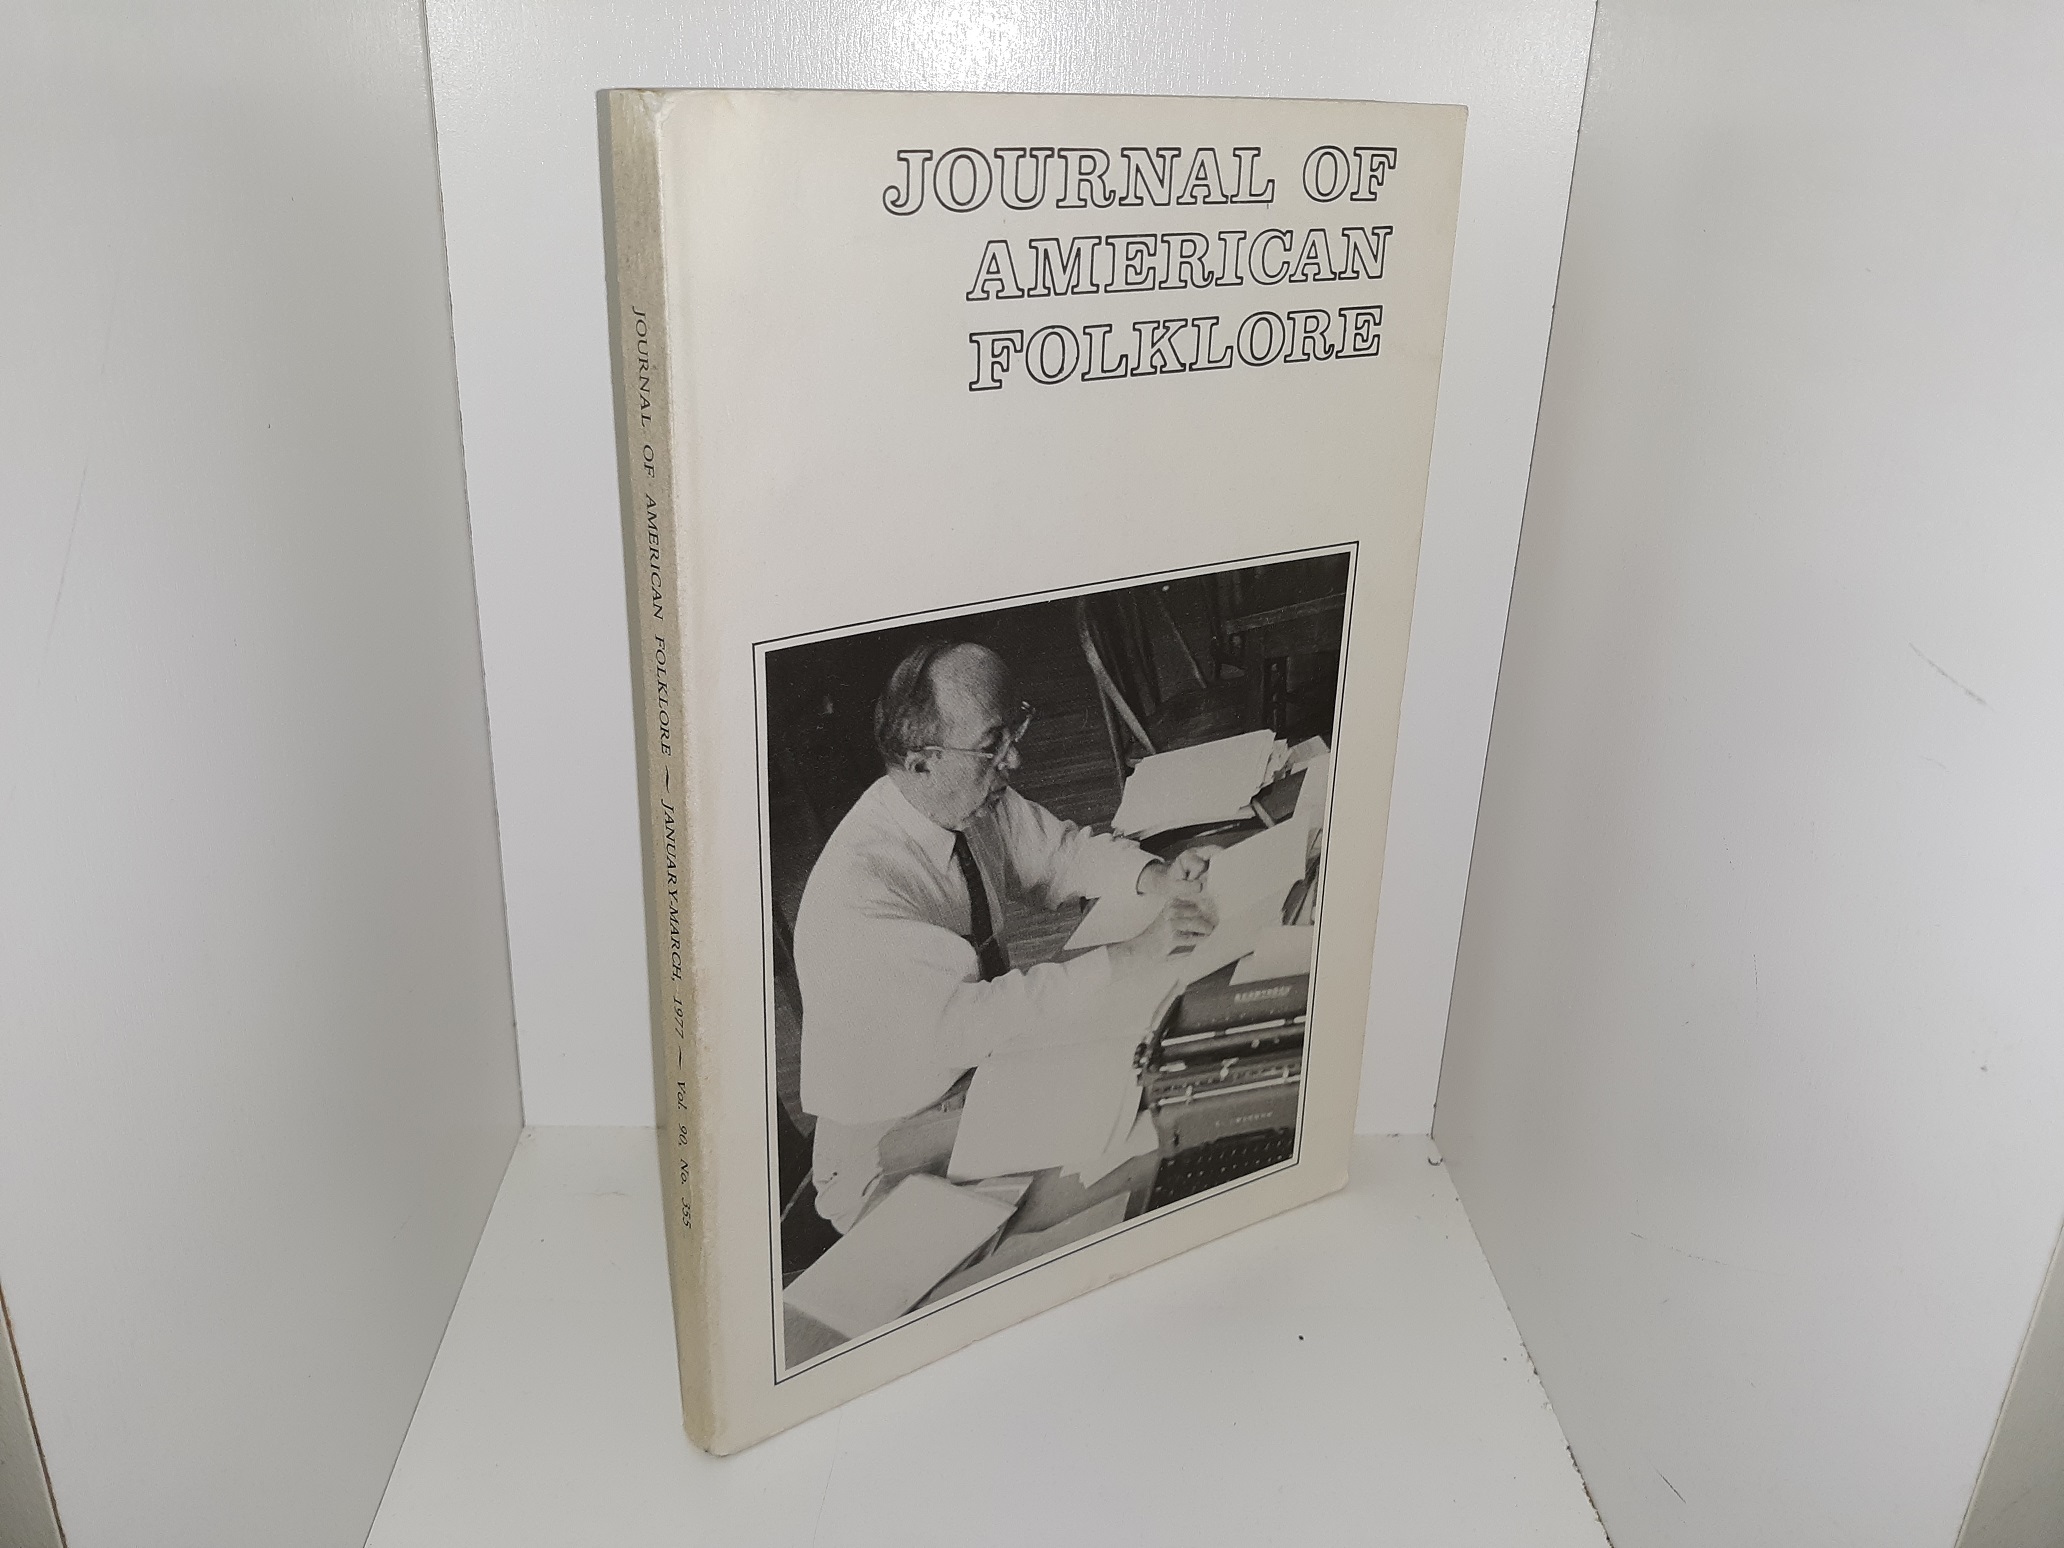 JOURNAL OF
AMERICAN
FOLKLORE
JOURNAL OF AMERICAN FOLKLORE ~ JANUARY-MARCH, 1977 ~ Vol. 90, No. 355